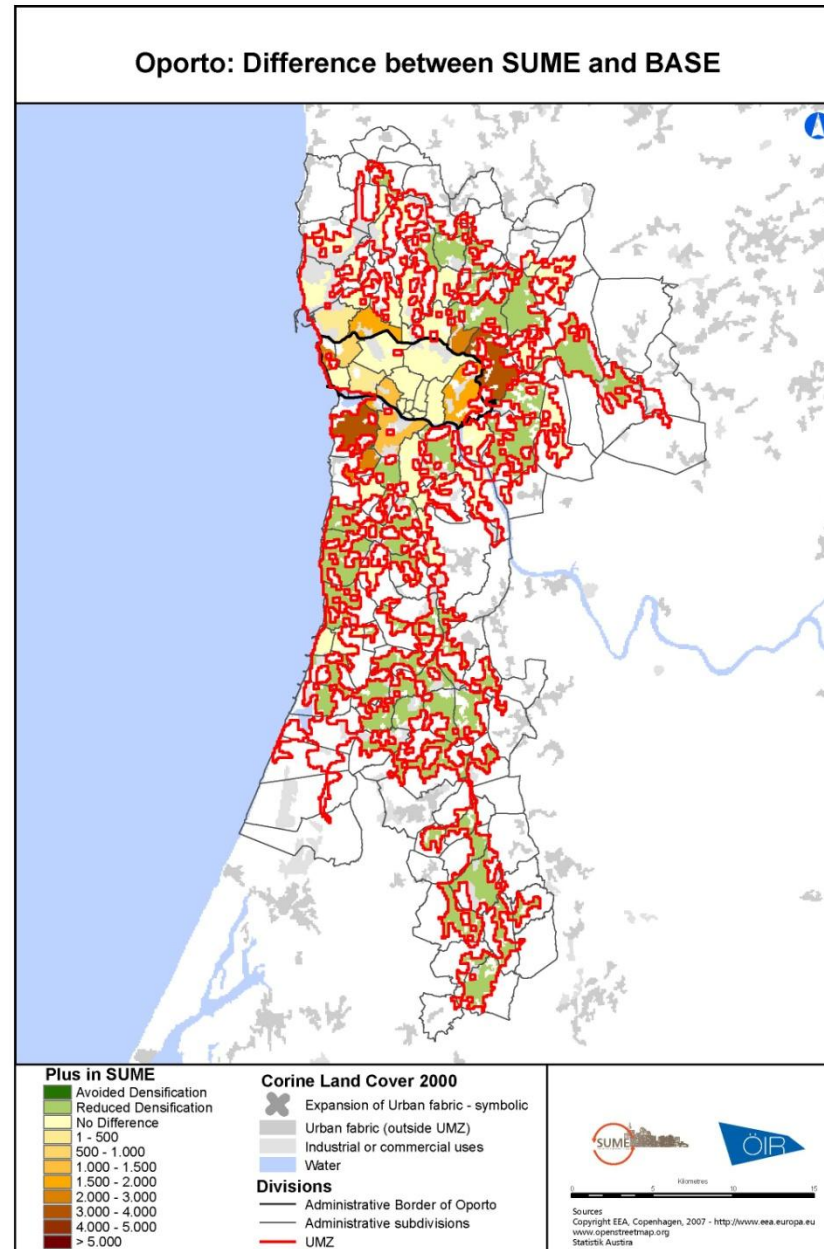 Oporto: Difference between SUME and BASE
Plus in SUME
Avoided Densification
Reduced Densification
No Difference
1 - 500
500 - 1.000
1.000 - 1.500
1.500 - 2.000
2.000 - 3.000
3.000 - 4.000
4.000 - 5.000
> 5.000
Corine Land Cover 2000
Expansion of Urban fabric - symbolic
Urban fabric (outside UMZ)
Industrial or commercial uses
Water
Divisions
Administrative Border of Oporto
Administrative subdivisions
UMZ
SUME
ÖIR
Kilometres
0 5 10 15
Sources
Copyright EEA, Copenhagen, 2007 - http://www.eea.europa.eu
www.openstreetmap.org
Statistik Austira